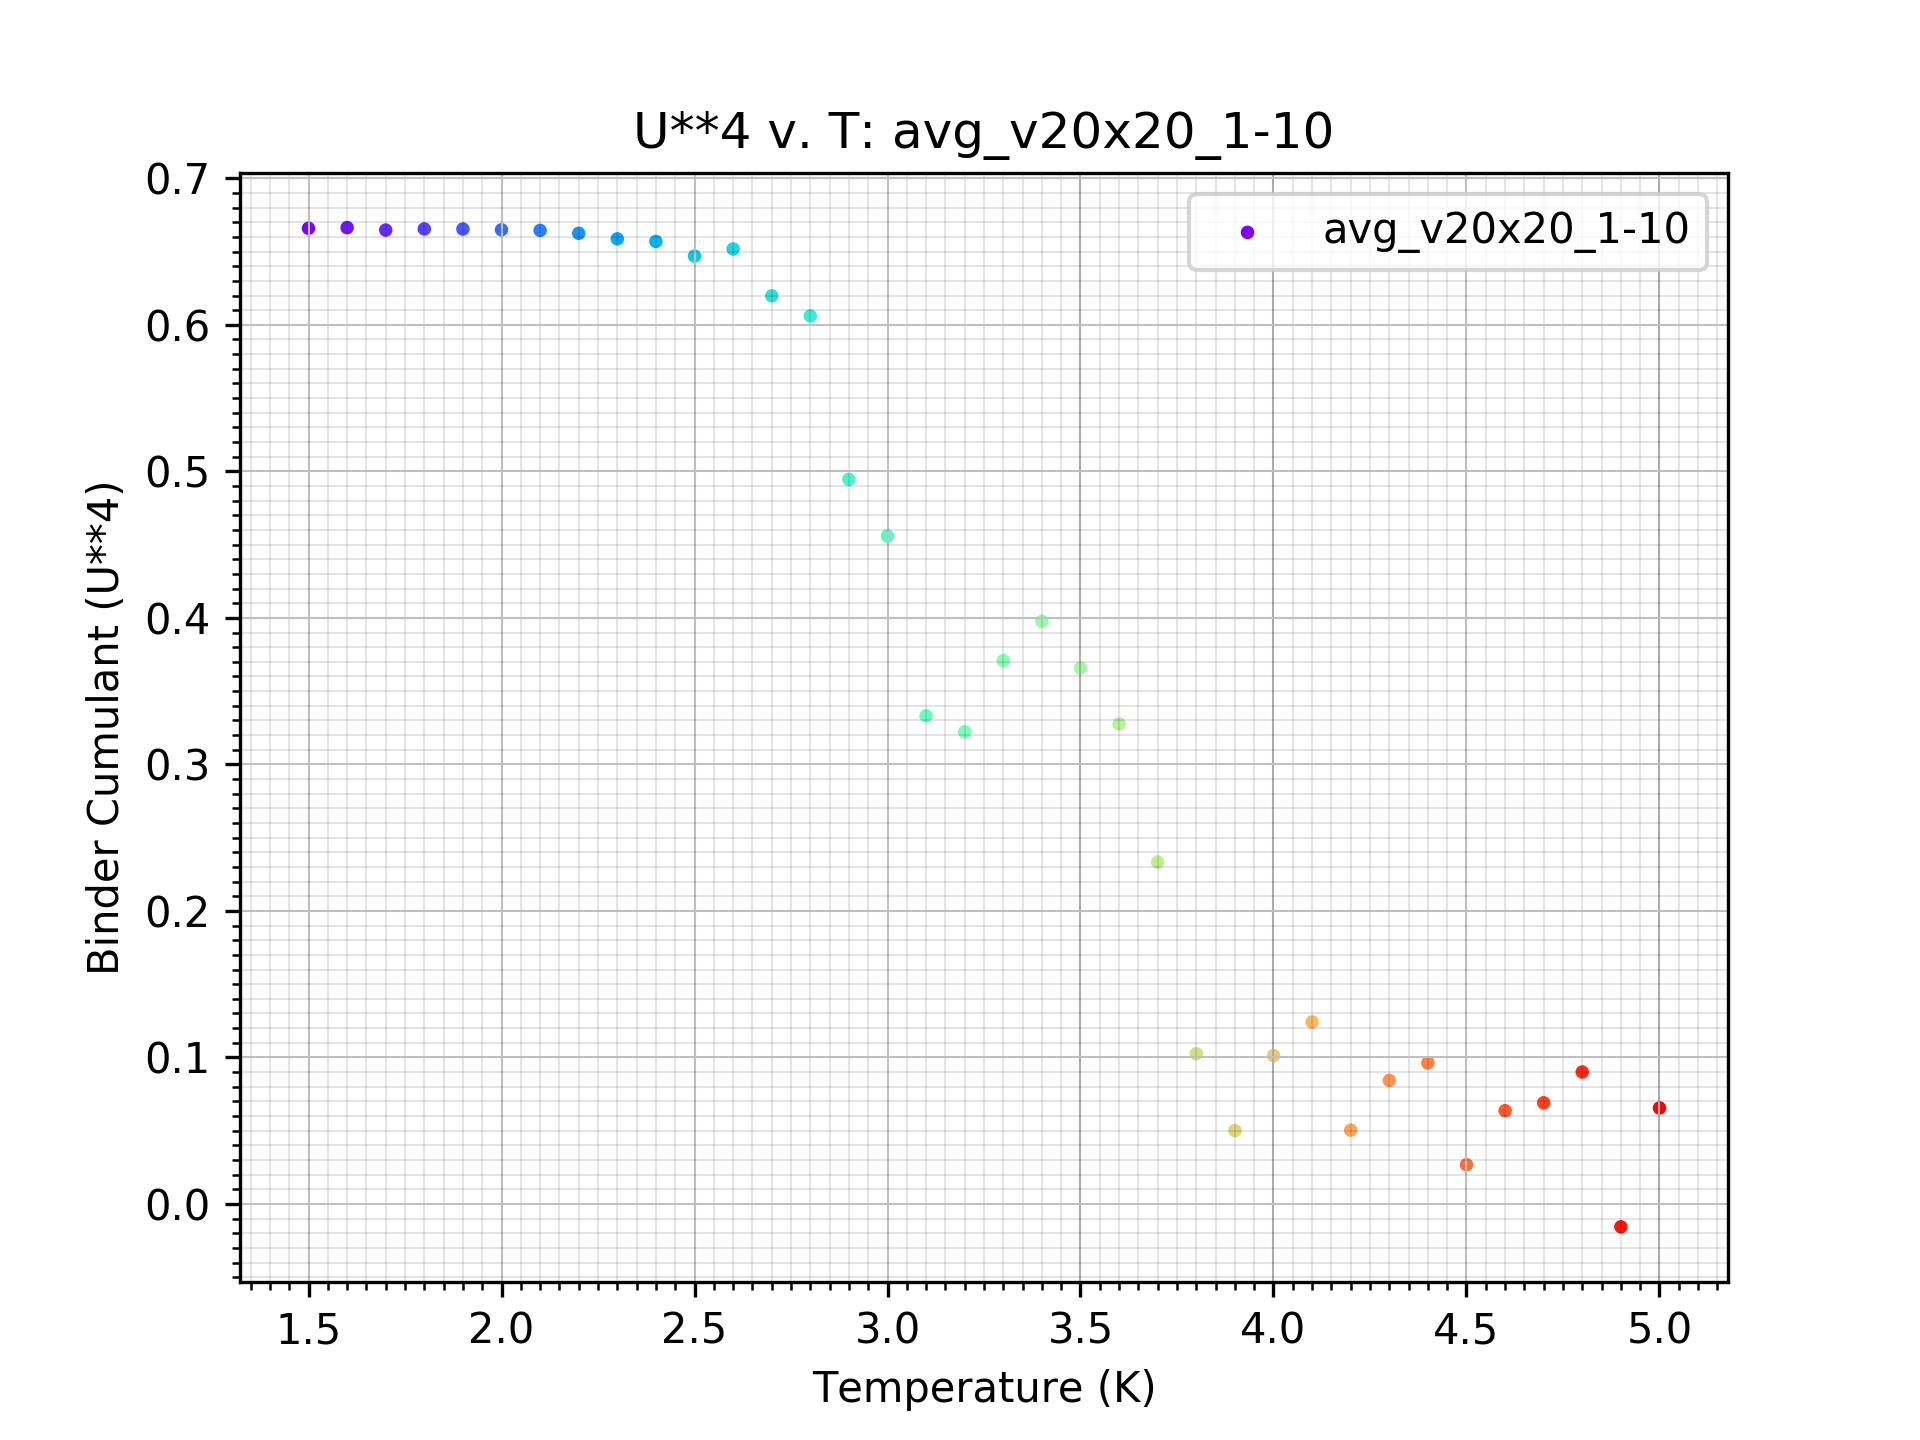 U**4 v. T: avg_v20x20_1-10
avg_v20x20_1-10
0.7
0.6
0.5
0.4
0.3
0.2
0.1
0.0
Binder Cumulant (U**4)
1.5 2.0 2.5 3.0 3.5 4.0 4.5 5.0
Temperature (K)